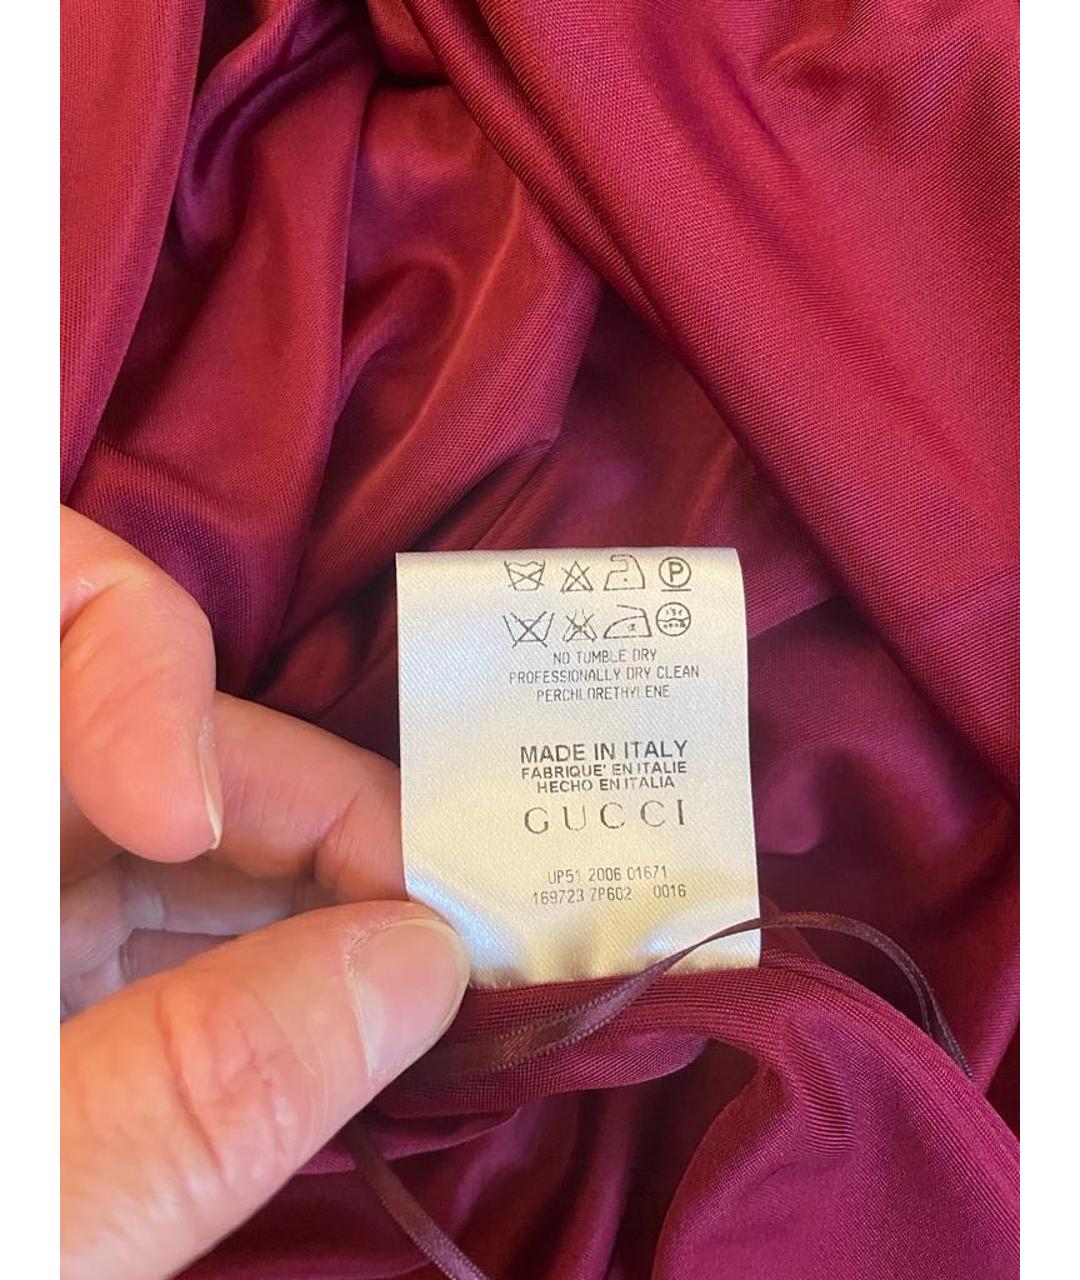 P
NO TUMBLE DRY
PROFESSIONALLY DRY CLEAN
PERCHLORETHYLENE
MADE IN ITALY
FABRIQUE' EN ITALIE
HECHO EN ITALIA
GUCCI
UP51 2006 01671
169723 ZP602 0016